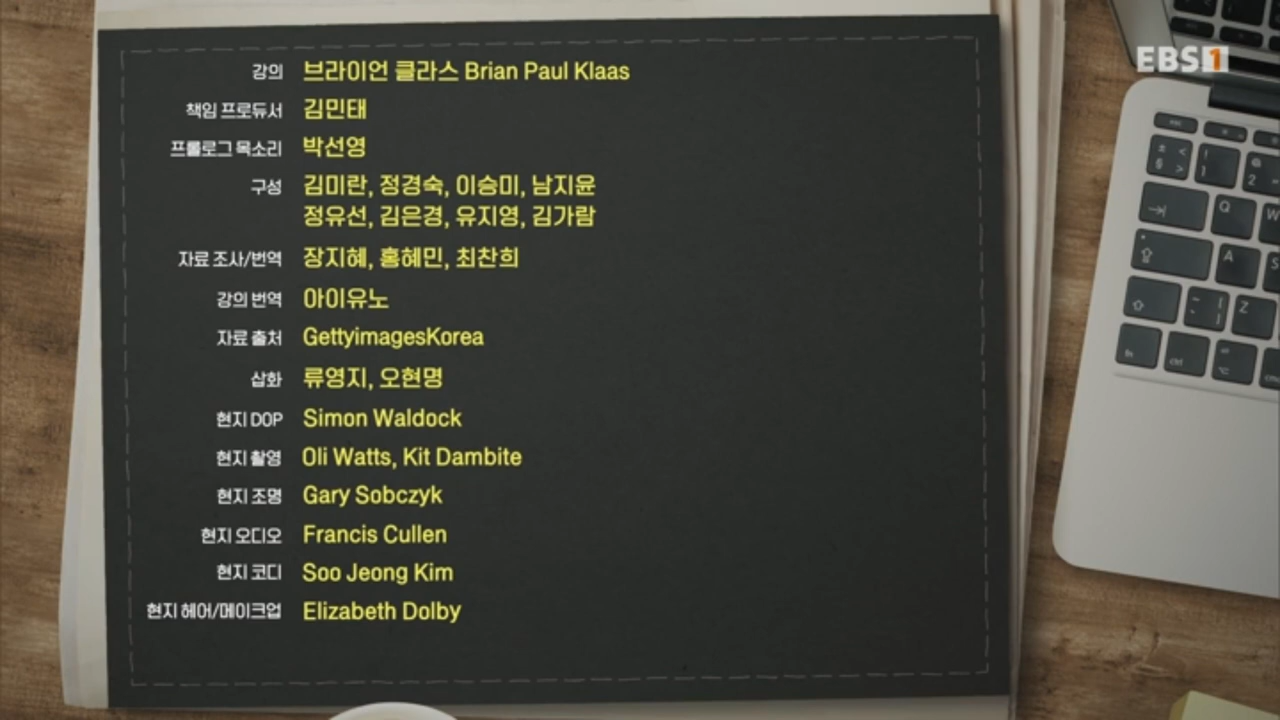 EBS1
강의 브라이언 클라스 Brian Paul Klaas
책임 프로듀서 김민태
프롤로그 목소리 박선영
구성 김미란, 정경숙, 이승미, 남지윤
정유선, 김은경, 유지영, 김가람
자료 조사/번역 장지혜, 홍혜민, 최찬희
강의 번역 아이유노
자료 출처 GettyimagesKorea
삽화 류영지, 오현명
현지 DOP Simon Waldock
현지 촬영 Oli Watts, Kit Dambite
현지 조명 Gary Sobczyk
현지 오디오 Francis Cullen
현지 코디 Soo Jeong Kim
현지 헤어/메이크업 Elizabeth Dolby